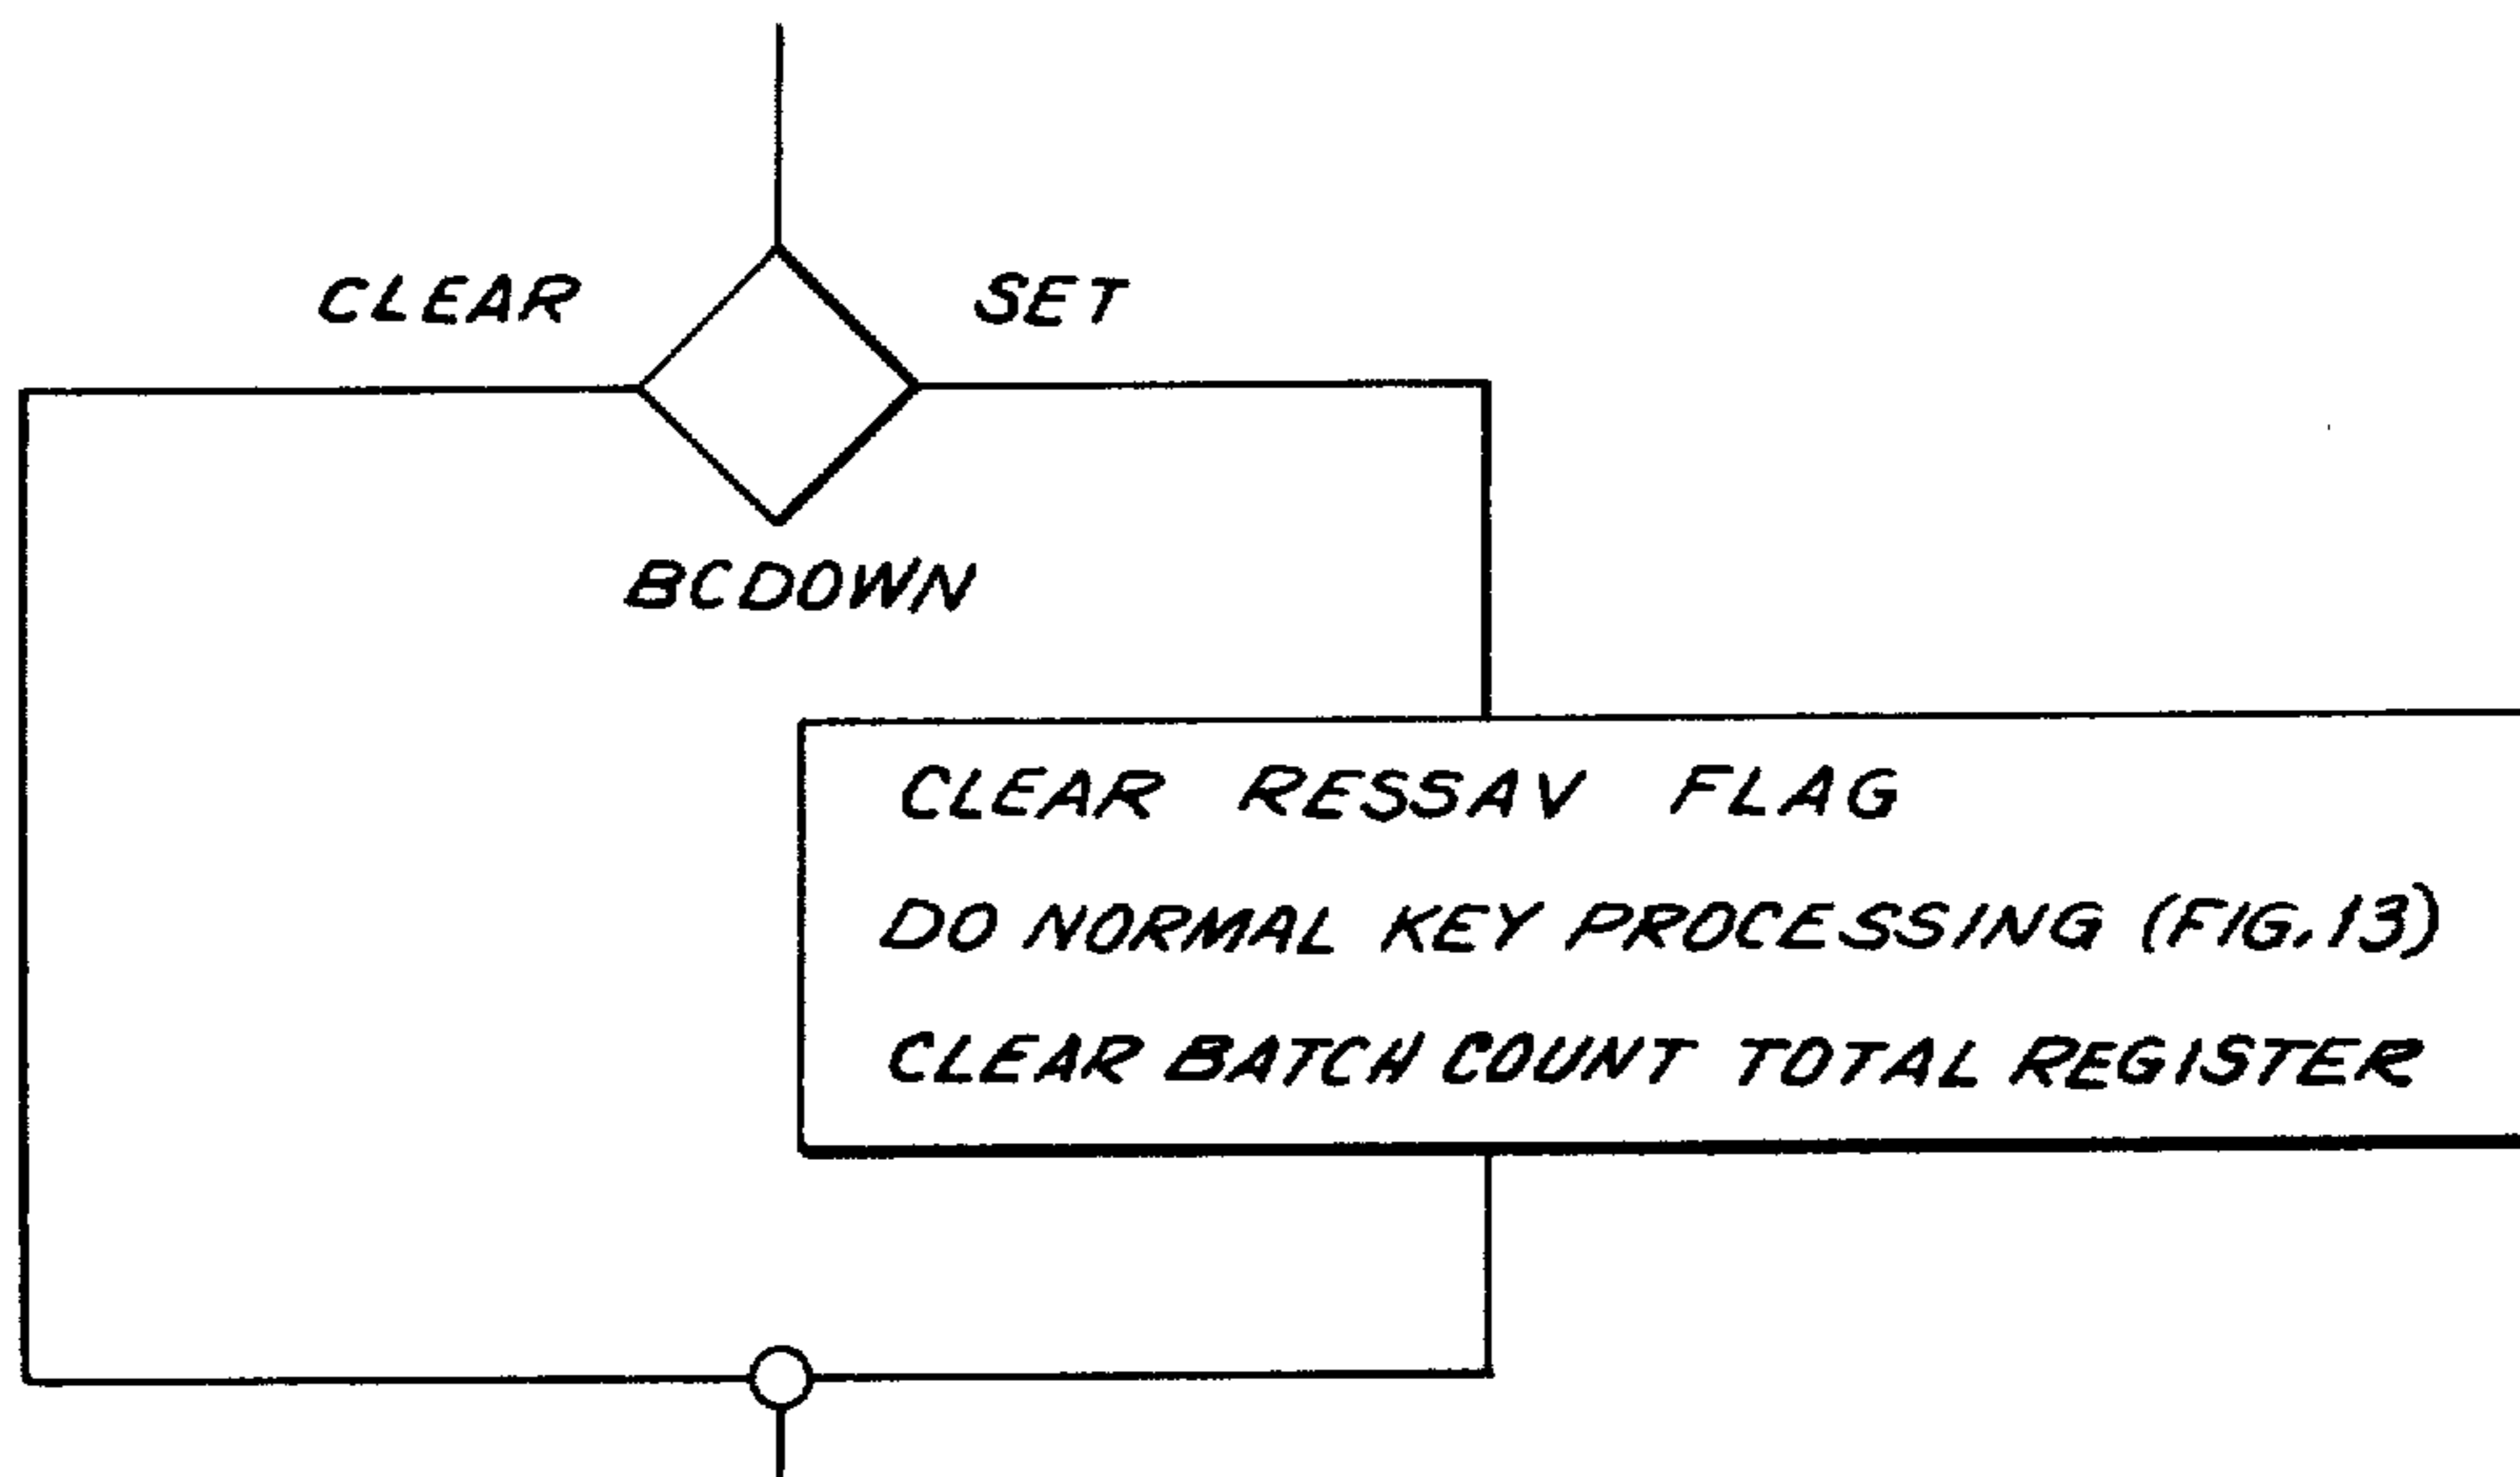 CLEAR
SET
BCDOWN
CLEAR RESSAV FLAG
DO NORMAL KEY PROCESSING (FIG.13)
CLEAR BATCH COUNT TOTAL REGISTER